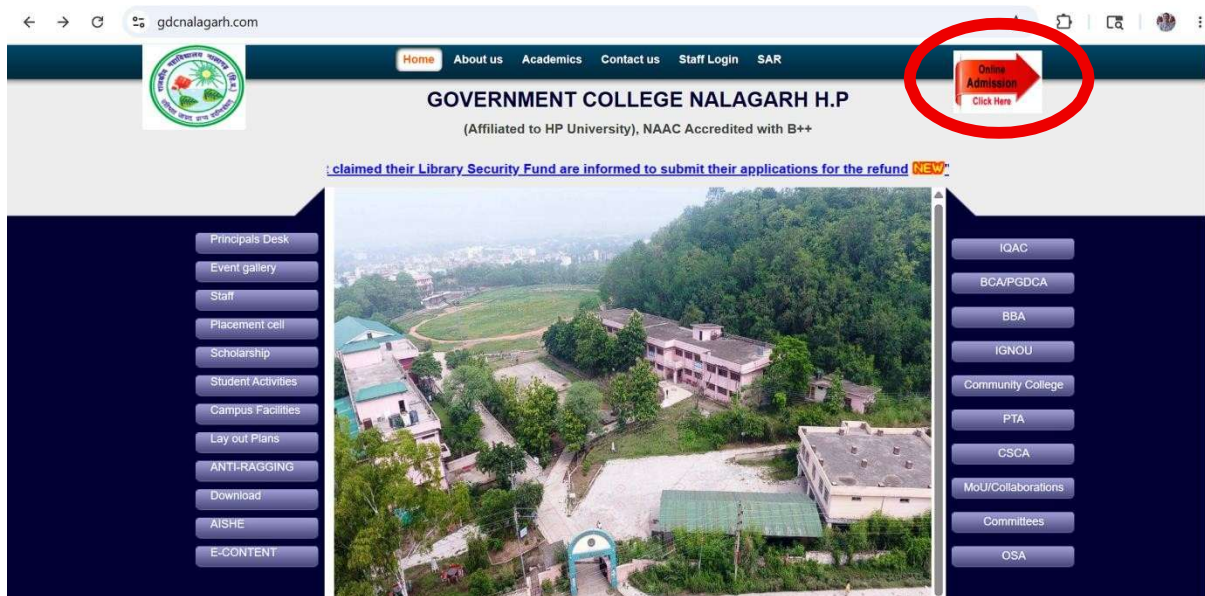 gdcnalagarh.com
Home About us Academics Contact us Staff Login SAR
Online
Admission
Click Here
GOVERNMENT COLLEGE NALAGARH H.P
(Affiliated to HP University), NAAC Accredited with B++
claimed their Library Security Fund are informed to submit their applications for the refund NEW"
Principals Desk
Event gallery
Staff
Placement cell
Scholarship
Student Activities
Campus Facilities
Lay out Plans
ANTI-RAGGING
Download
AISHE
E-CONTENT
IQAC
BCA/PGDCA
BBA
IGNOU
Community College
PTA
CSCA
MoU/Collaborations
Committees
OSA